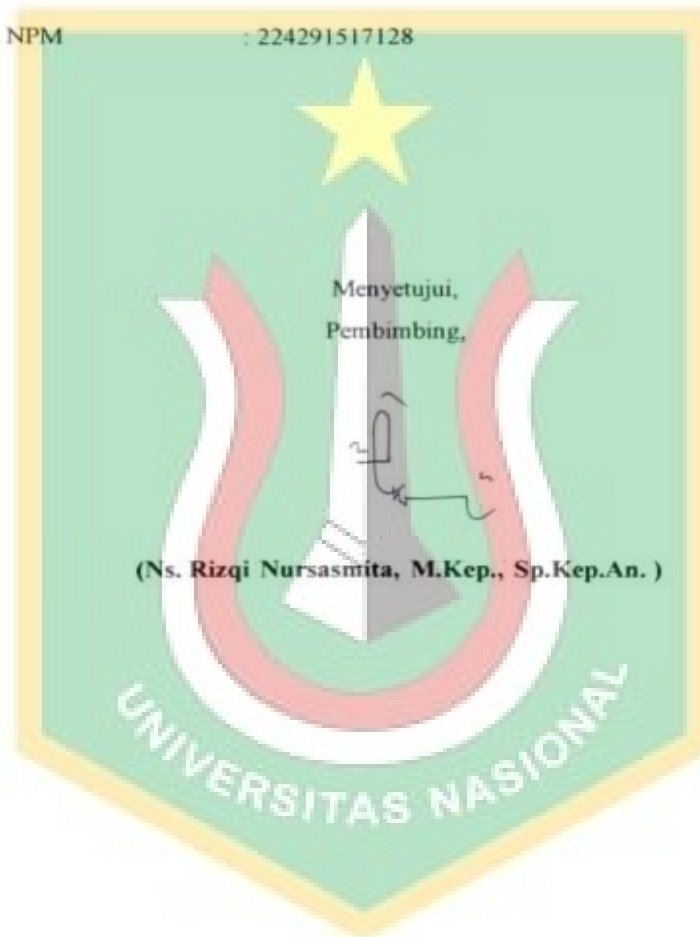 NPM : 224291517128
Menyetujui,
Pembimbing,
(Ns. Rizqi Nursasmita, M.Kep., Sp.Kep.An. )
UNIVERSITAS NASIONAL